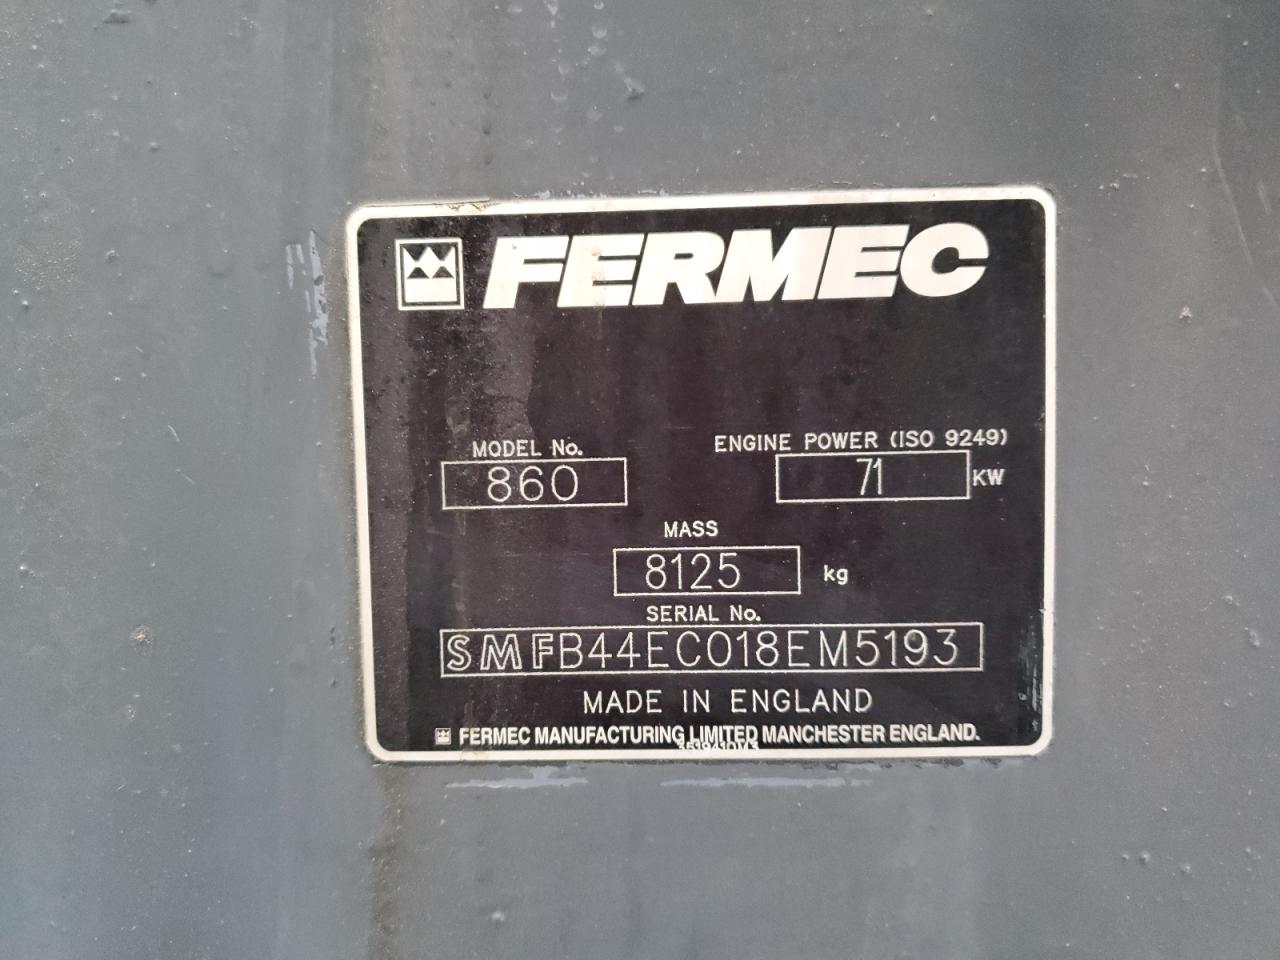 FERMEC
MODEL No. ENGINE POWER (ISO 9249)
860 71 KW
MASS
8125 kg
SERIAL No.
SMFB44EC018EM5193
MADE IN ENGLAND
FERMEC MANUFACTURING LIMITED MANCHESTER ENGLAND.